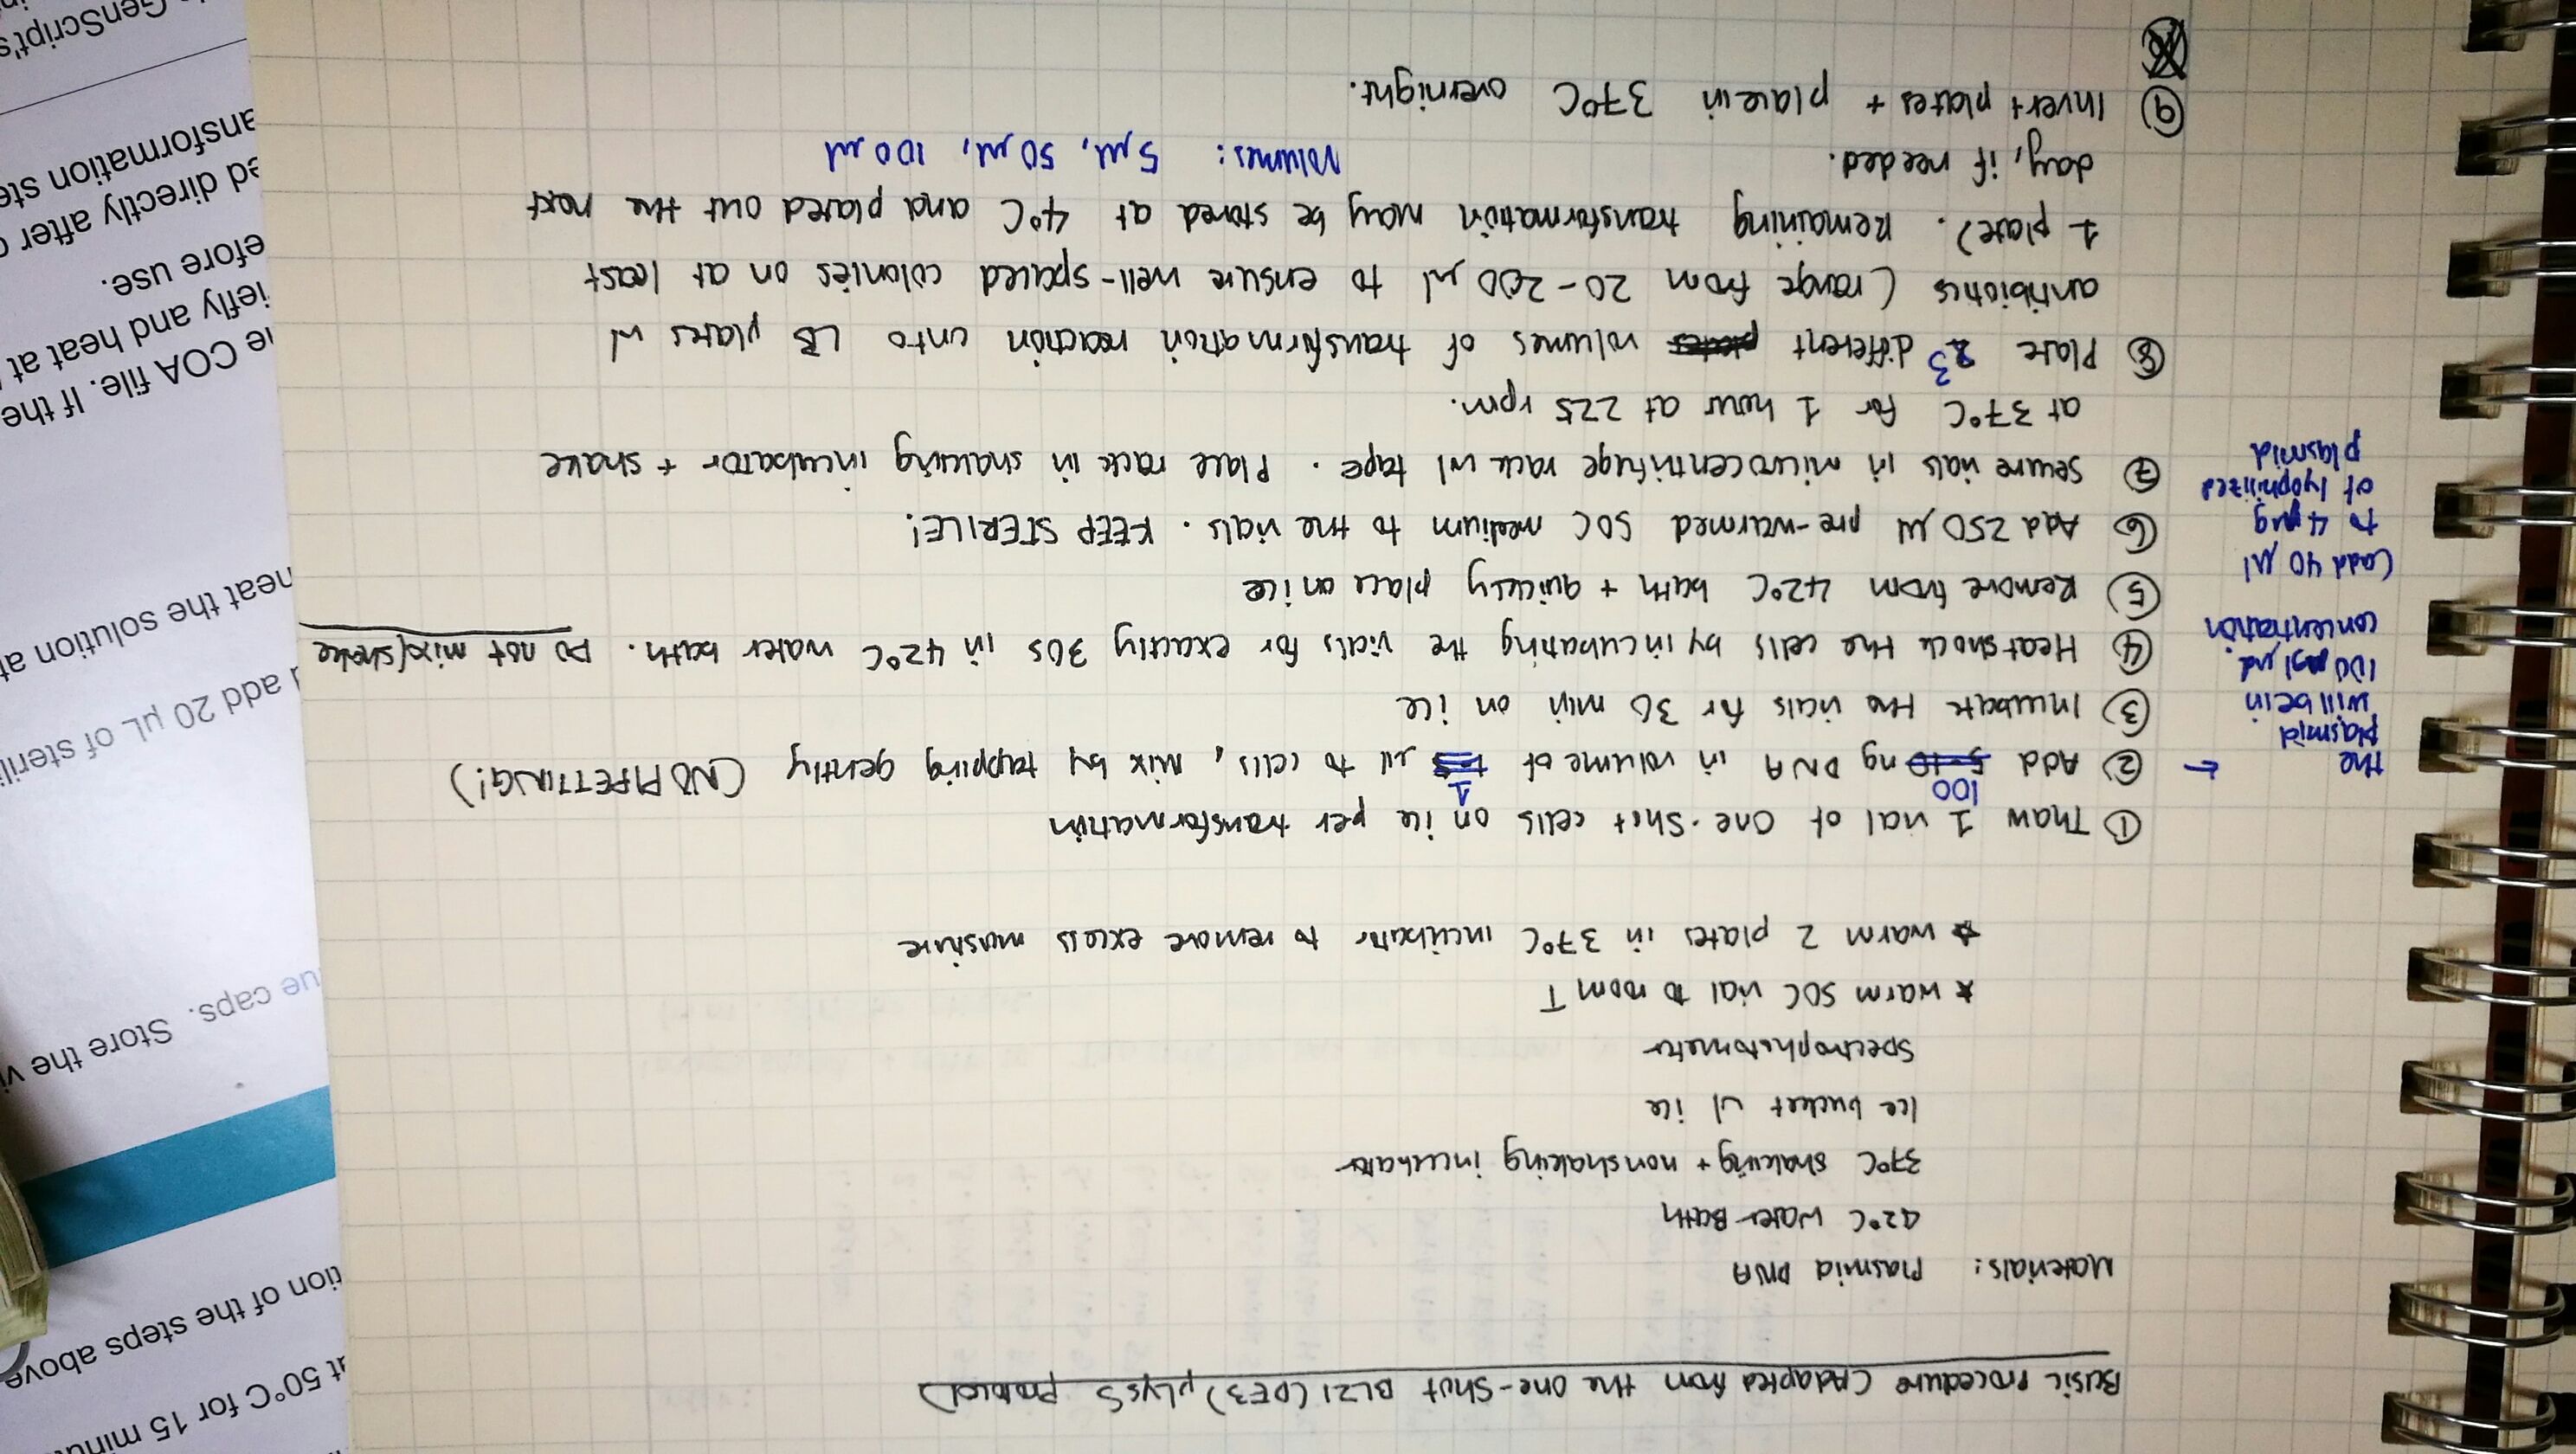 Basic Procedure (Adapted from the One-Shot BL21 (DE3) pLysS Protocol)
Materials: Plasmid DNA
42°C Water Bath
37°C shaking + nonshaking incubator
Ice bucket w/ ice
Spectrophotometer
* warm SOC vial to room T
* warm 2 plates in 37°C incubator to remove excess moisture
① Thaw 1 vial of One-Shot cells on ice per transformation
② Add 5-10 100 ng DNA in volume of 1 μl to cells, mix by tapping gently (NO PIPETTING!)
③ Incubate the vials for 30 min on ice
④ Heatshock the cells by incubating the vials for exactly 30s in 42°C water bath. Do not mix/shake
⑤ Remove from 42°C bath + quickly place on ice
⑥ Add 250 μl pre-warmed SOC medium to the vials. KEEP STERILE!
⑦ Secure vials in microcentrifuge rack w/ tape. Place rack in shaking incubator + shake
at 37°C for 1 hour at 225 rpm.
⑧ Plate 2 3 different plates volumes of transformation reaction onto LB plates w/
antibiotics (range from 20-200 μl to ensure well-spaced colonies on at least
1 plate). Remaining transformation may be stored at 4°C and plated out the next
day, if needed.
Volumes: 5 μl, 50 μl, 100 μl
⑨ Invert plates + place in 37°C overnight.
← the
plasmid
will be in
100 ng/μl
concentration
(add 40 μl
to 4 μg
of lyophilized
plasmid
at 50°C for 15 minu
tion of the steps above
ue caps. Store the vi
add 20 μL of sterili
heat the solution at
e COA file. If the
iefly and heat at
efore use.
ed directly after
ansformation ste
GenScript's